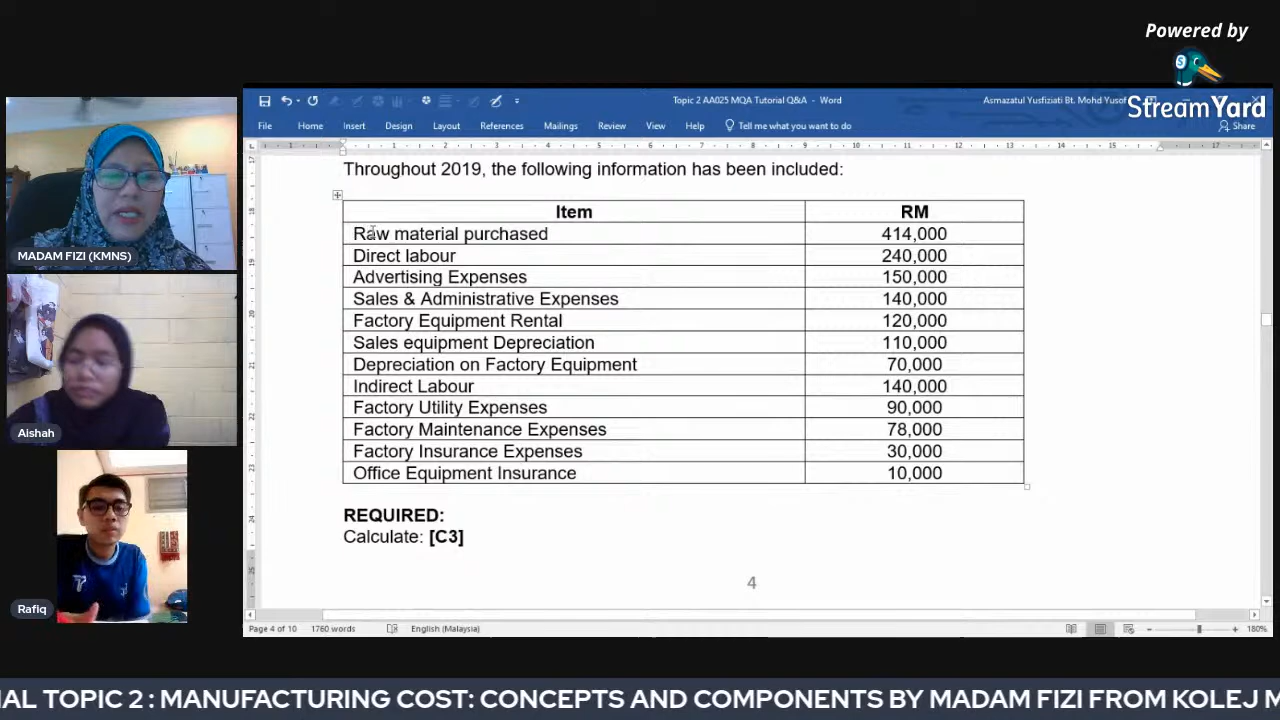 Powered by
StreamYard
Topic 2 AA025 MQA Tutorial Q&A - Word
Asmazatul Yusfiziati Bt. Mohd Yusof
File Home Insert Design Layout References Mailings Review View Help Tell me what you want to do
Share
Throughout 2019, the following information has been included:
Item RM
Raw material purchased 414,000
Direct labour 240,000
Advertising Expenses 150,000
Sales & Administrative Expenses 140,000
Factory Equipment Rental 120,000
Sales equipment Depreciation 110,000
Depreciation on Factory Equipment 70,000
Indirect Labour 140,000
Factory Utility Expenses 90,000
Factory Maintenance Expenses 78,000
Factory Insurance Expenses 30,000
Office Equipment Insurance 10,000
REQUIRED:
Calculate: [C3]
4
Page 4 of 10 1760 words English (Malaysia) 180%
MADAM FIZI (KMNS)
Aishah
Rafiq
IAL TOPIC 2 : MANUFACTURING COST: CONCEPTS AND COMPONENTS BY MADAM FIZI FROM KOLEJ M